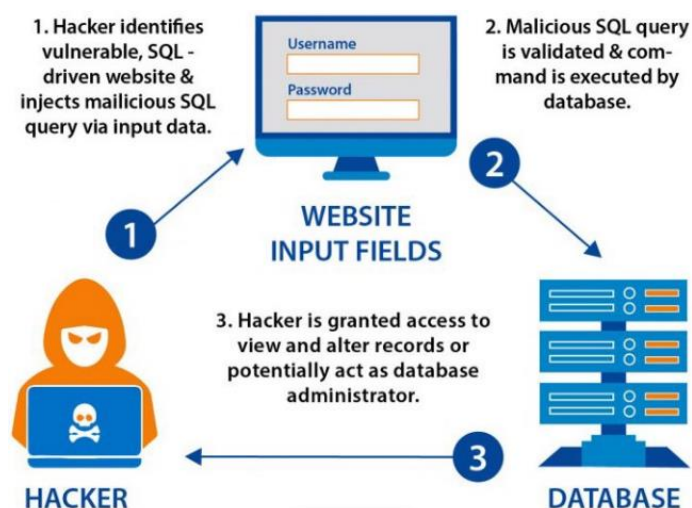 1. Hacker identifies
vulnerable, SQL -
driven website &
injects mailicious SQL
query via input data.
Username
Password
2. Malicious SQL query
is validated & com-
mand is executed by
database.
1
2
WEBSITE
INPUT FIELDS
3. Hacker is granted access to
view and alter records or
potentially act as database
administrator.
3
HACKER
DATABASE